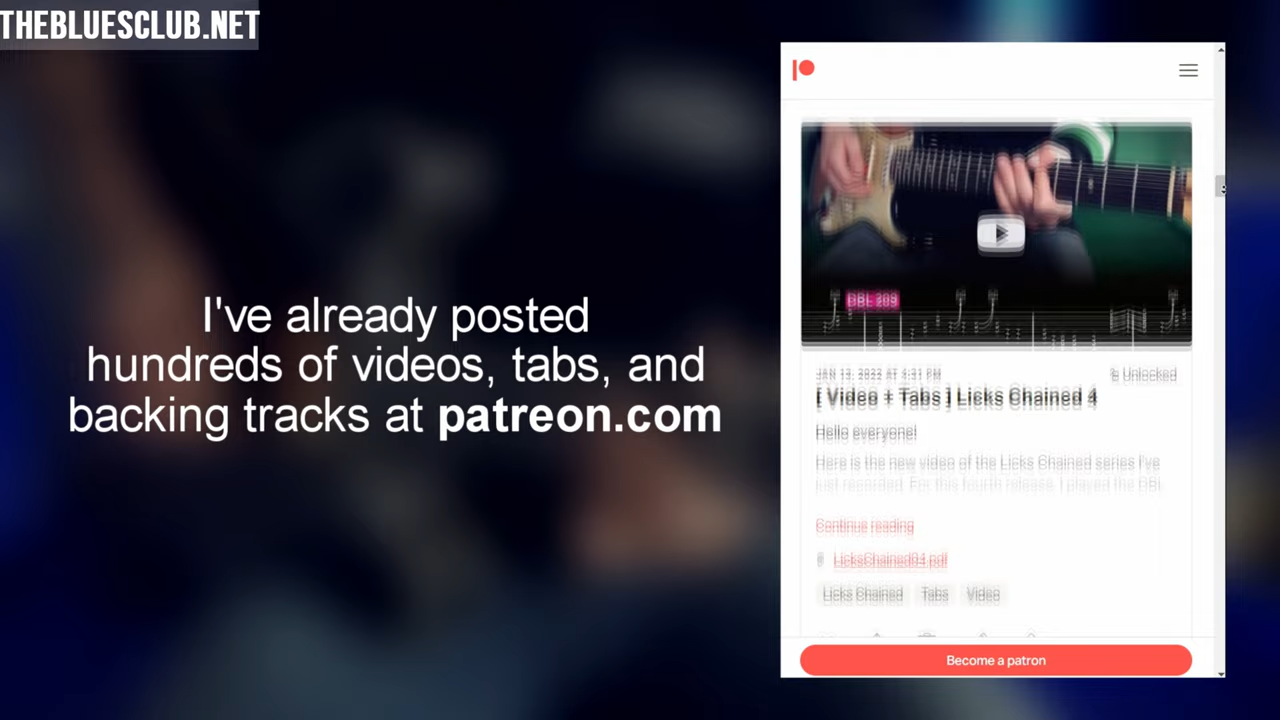 THEBLUESCLUB.NET
I've already posted
hundreds of videos, tabs, and
backing tracks at patreon.com
DBL 209
JAN 13, 2022 AT 4:31 PM
Unlocked
[ Video + Tabs ] Licks Chained 4
Hello everyone!
Here is the new video of the Licks Chained series I've
just recorded. For this fourth release, I played the DBL
Continue reading
LicksChained04.pdf
Licks Chained
Tabs
Video
Become a patron